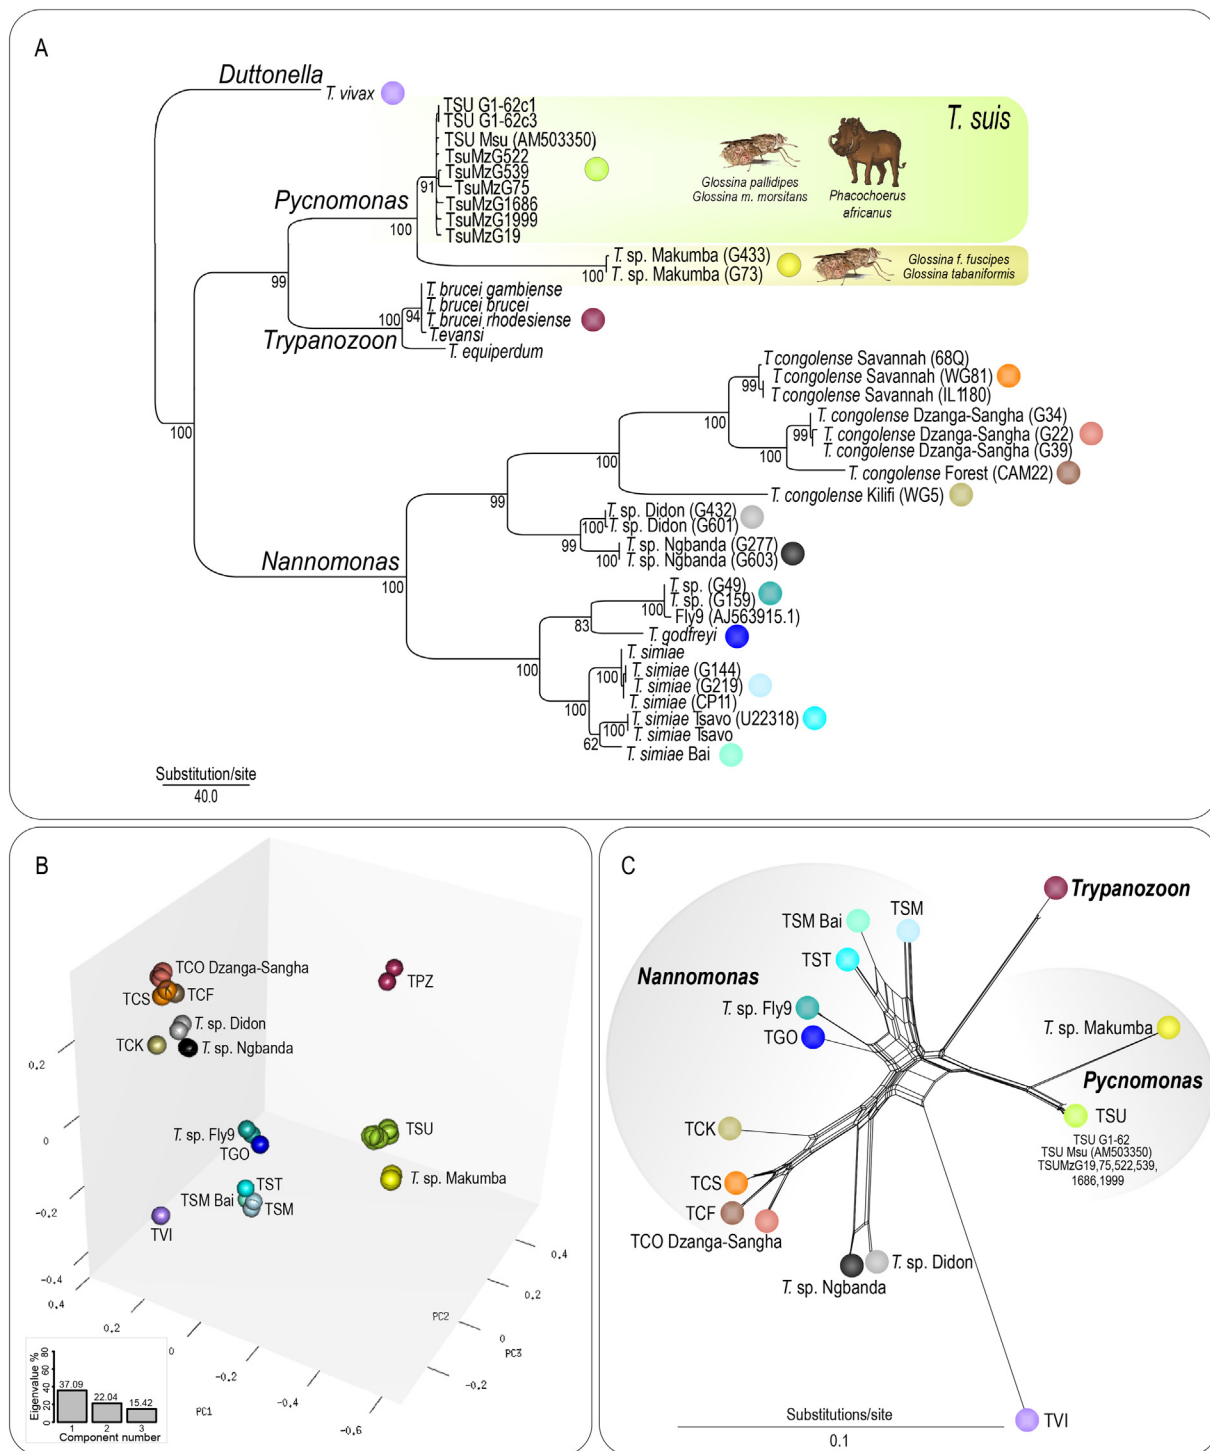 A
Duttonella
T. vivax
TSU G1-62c1
TSU G1-62c3
TSU Msu (AM503350)
TsuMzG522
TsuMzG539
TsuMzG75
TsuMzG1686
TsuMzG1999
TsuMzG19
91
T. suis
Glossina pallidipes
Glossina m. morsitans
Phacochoerus
africanus
Pycnomonas
100
T. sp. Makumba (G433)
T. sp. Makumba (G73)
100
Glossina f. fuscipes
Glossina tabaniformis
99
T. brucei gambiense
T. brucei brucei
T. brucei rhodesiense
T.evansi
T. equiperdum
100
94
Trypanozoon
100
T congolense Savannah (68Q)
T congolense Savannah (WG81)
T congolense Savannah (IL1180)
99
100
T. congolense Dzanga-Sangha (G34)
T. congolense Dzanga-Sangha (G22)
T. congolense Dzanga-Sangha (G39)
99
100
T. congolense Forest (CAM22)
100
T. congolense Kilifi (WG5)
99
T. sp. Didon (G432)
T. sp. Didon (G601)
100
99
T. sp. Ngbanda (G277)
T. sp. Ngbanda (G603)
100
Nannomonas
100
T. sp. (G49)
T. sp. (G159)
Fly9 (AJ563915.1)
100
83
T. godfreyi
100
T. simiae
T. simiae (G144)
T. simiae (G219)
T. simiae (CP11)
100
100
T. simiae Tsavo (U22318)
T. simiae Tsavo
100
62
T. simiae Bai
Substitution/site
40.0
B
TCO Dzanga-Sangha
TCS
TCF
TPZ
T. sp. Didon
TCK
T. sp. Ngbanda
T. sp. Fly9
TGO
TSU
TST
T. sp. Makumba
TSM Bai
TSM
TVI
0.2
0
-0.2
-0.4
0.4
0.2
0
-0.2
-0.4
-0.6
PC1
PC2
PC3
0.4
0.2
0
-0.2
Eigenvalue %
0 20 40 60 80
37.09
22.04
15.42
1 2 3
Component number
C
Trypanozoon
TSM
TSM Bai
TST
Nannomonas
T. sp. Fly9
TGO
T. sp. Makumba
Pycnomonas
TSU
TSU G1-62
TSU Msu (AM503350)
TSUMzG19,75,522,539,
1686,1999
TCK
TCS
TCF
TCO Dzanga-Sangha
T. sp. Didon
T. sp. Ngbanda
TVI
Substitutions/site
0.1